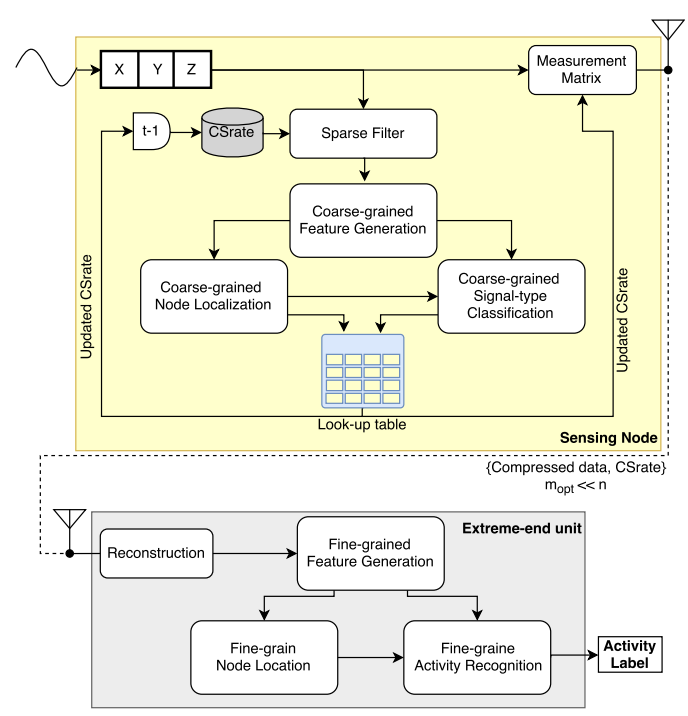 X Y Z
Measurement
Matrix
t-1
CSrate
Sparse Filter
Coarse-grained
Feature Generation
Coarse-grained
Node Localization
Coarse-grained
Signal-type
Classification
Updated CSrate
Updated CSrate
Look-up table
Sensing Node
{Compressed data, CSrate}
mopt << n
Extreme-end unit
Reconstruction
Fine-grained
Feature Generation
Fine-grain
Node Location
Fine-graine
Activity Recognition
Activity
Label